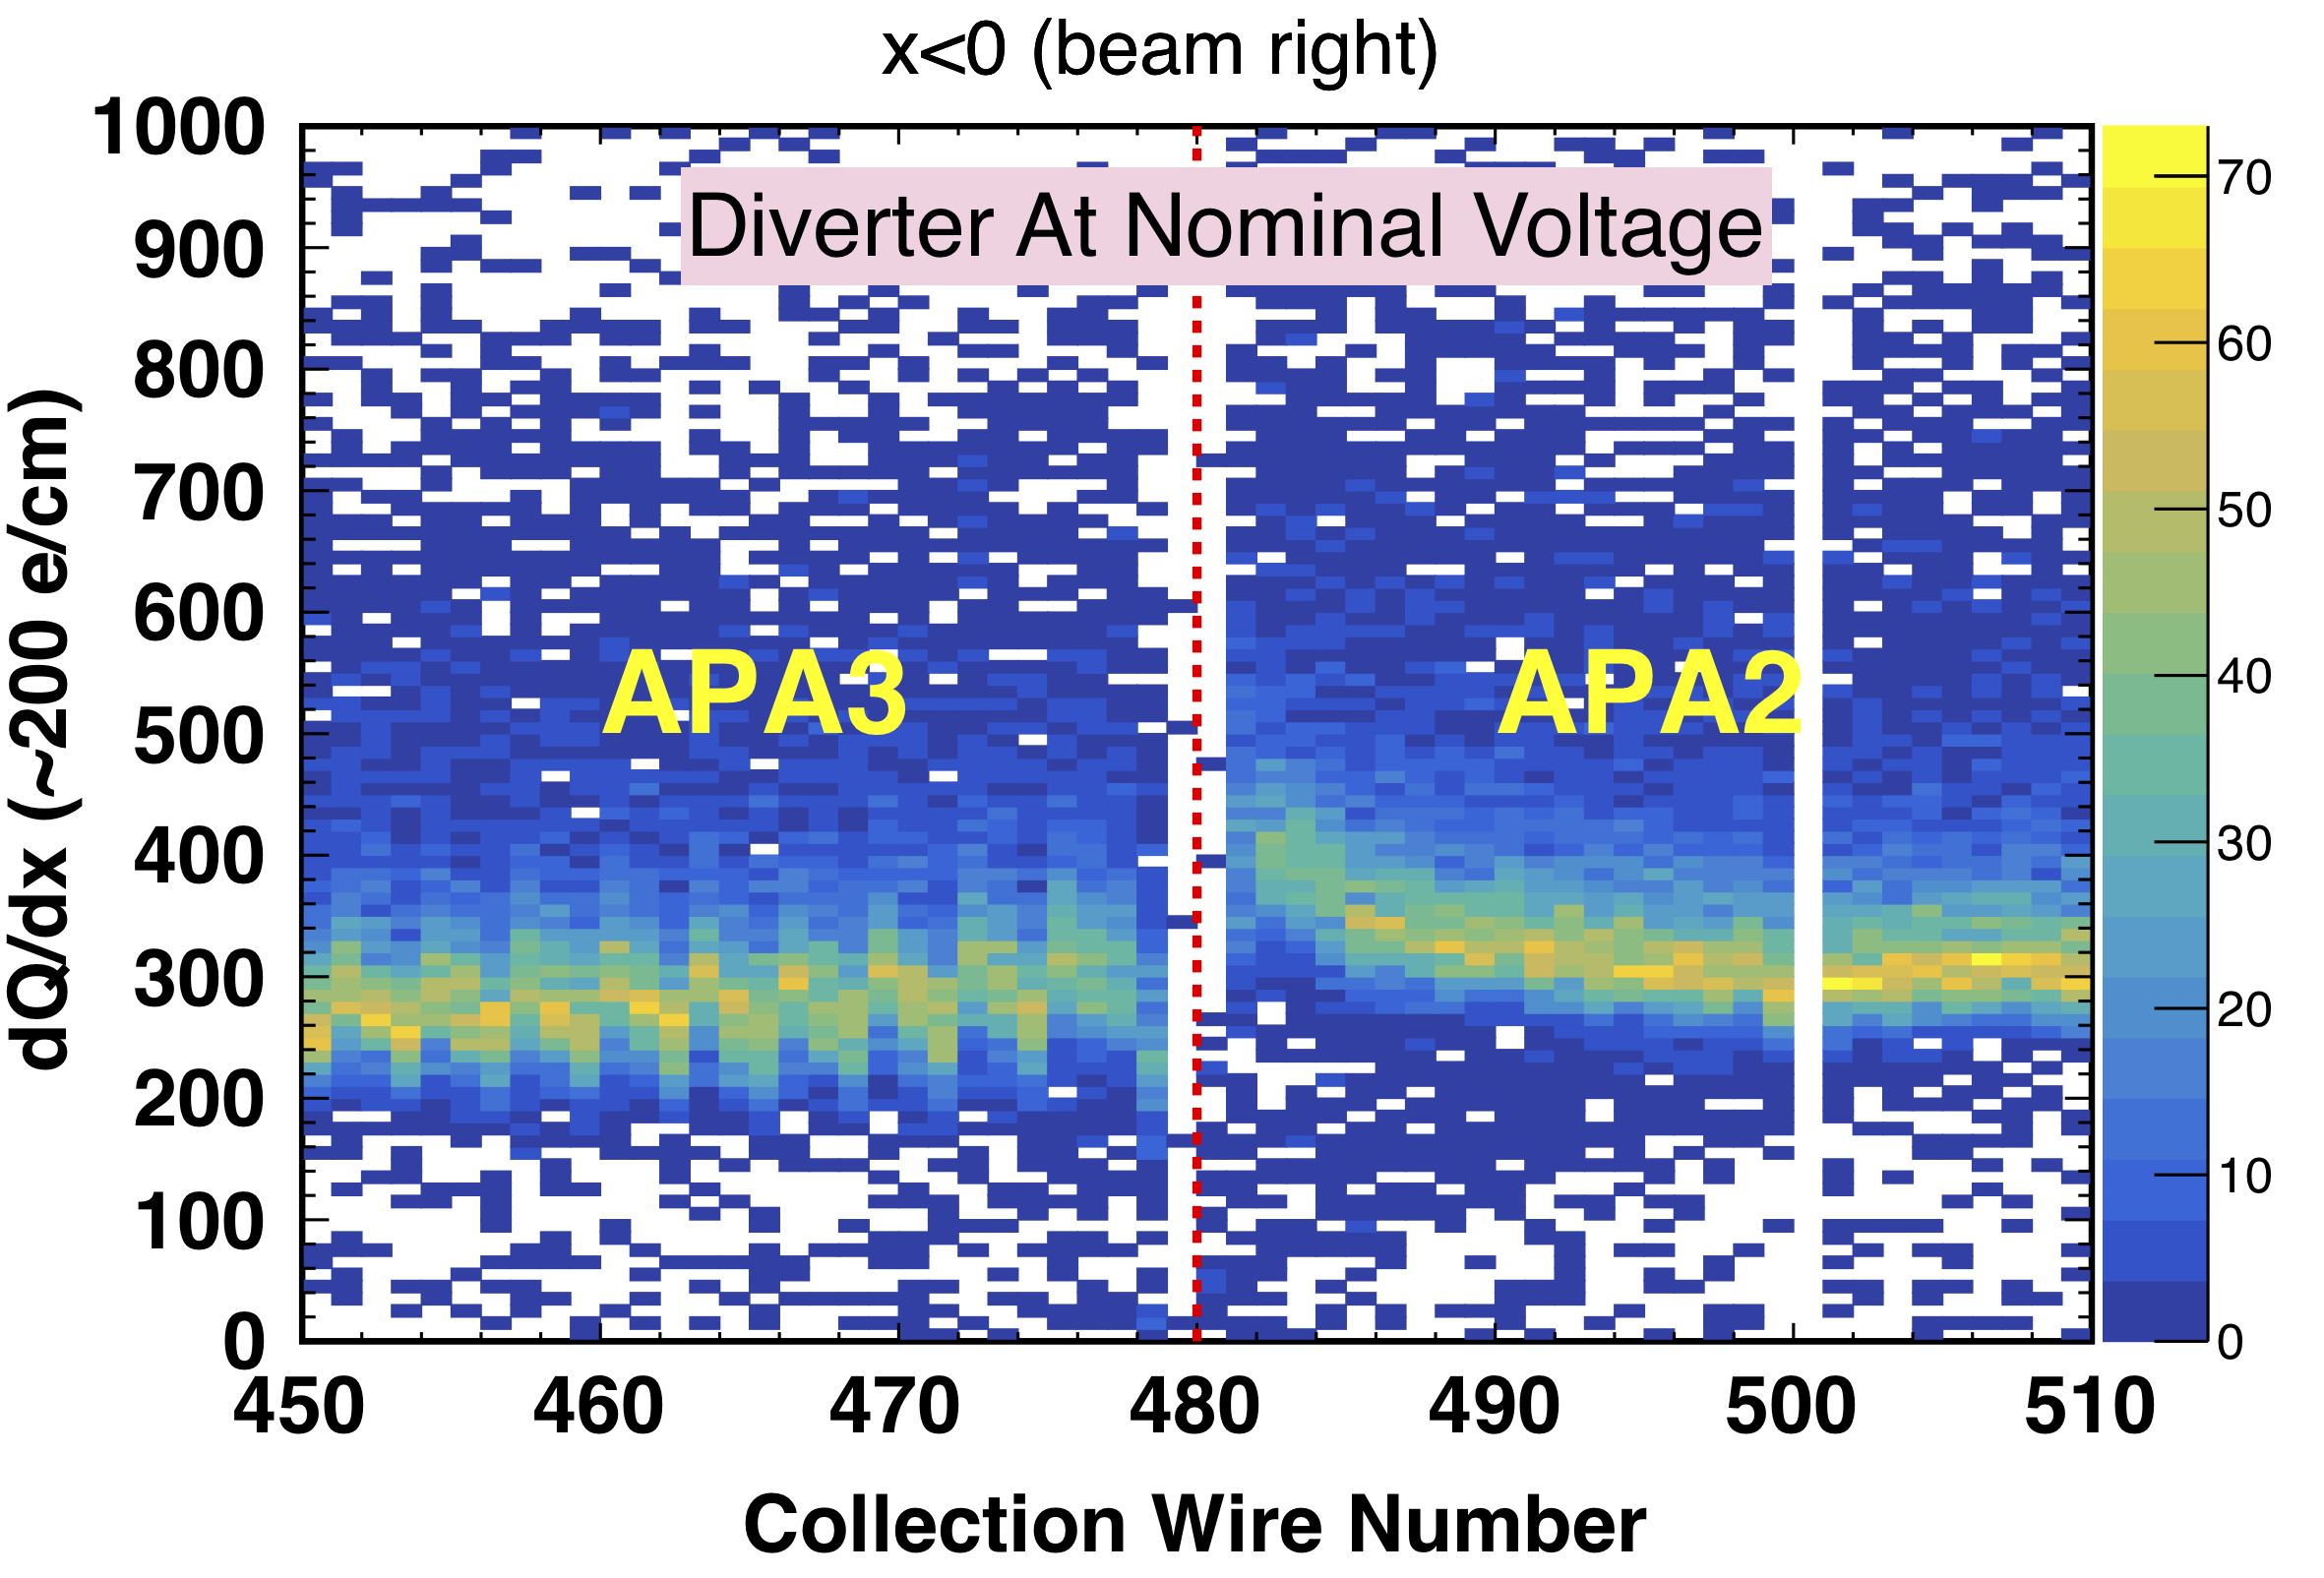 x<0 (beam right)
Diverter At Nominal Voltage
APA3
APA2
dQ/dx (~200 e/cm)
1000
900
800
700
600
500
400
300
200
100
0
450 460 470 480 490 500 510
Collection Wire Number
70
60
50
40
30
20
10
0